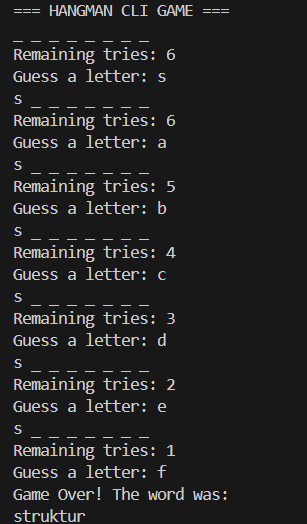 === HANGMAN CLI GAME ===
_ _ _ _ _ _ _ _
Remaining tries: 6
Guess a letter: s
s _ _ _ _ _ _ _
Remaining tries: 6
Guess a letter: a
s _ _ _ _ _ _ _
Remaining tries: 5
Guess a letter: b
s _ _ _ _ _ _ _
Remaining tries: 4
Guess a letter: c
s _ _ _ _ _ _ _
Remaining tries: 3
Guess a letter: d
s _ _ _ _ _ _ _
Remaining tries: 2
Guess a letter: e
s _ _ _ _ _ _ _
Remaining tries: 1
Guess a letter: f
Game Over! The word was:
struktur